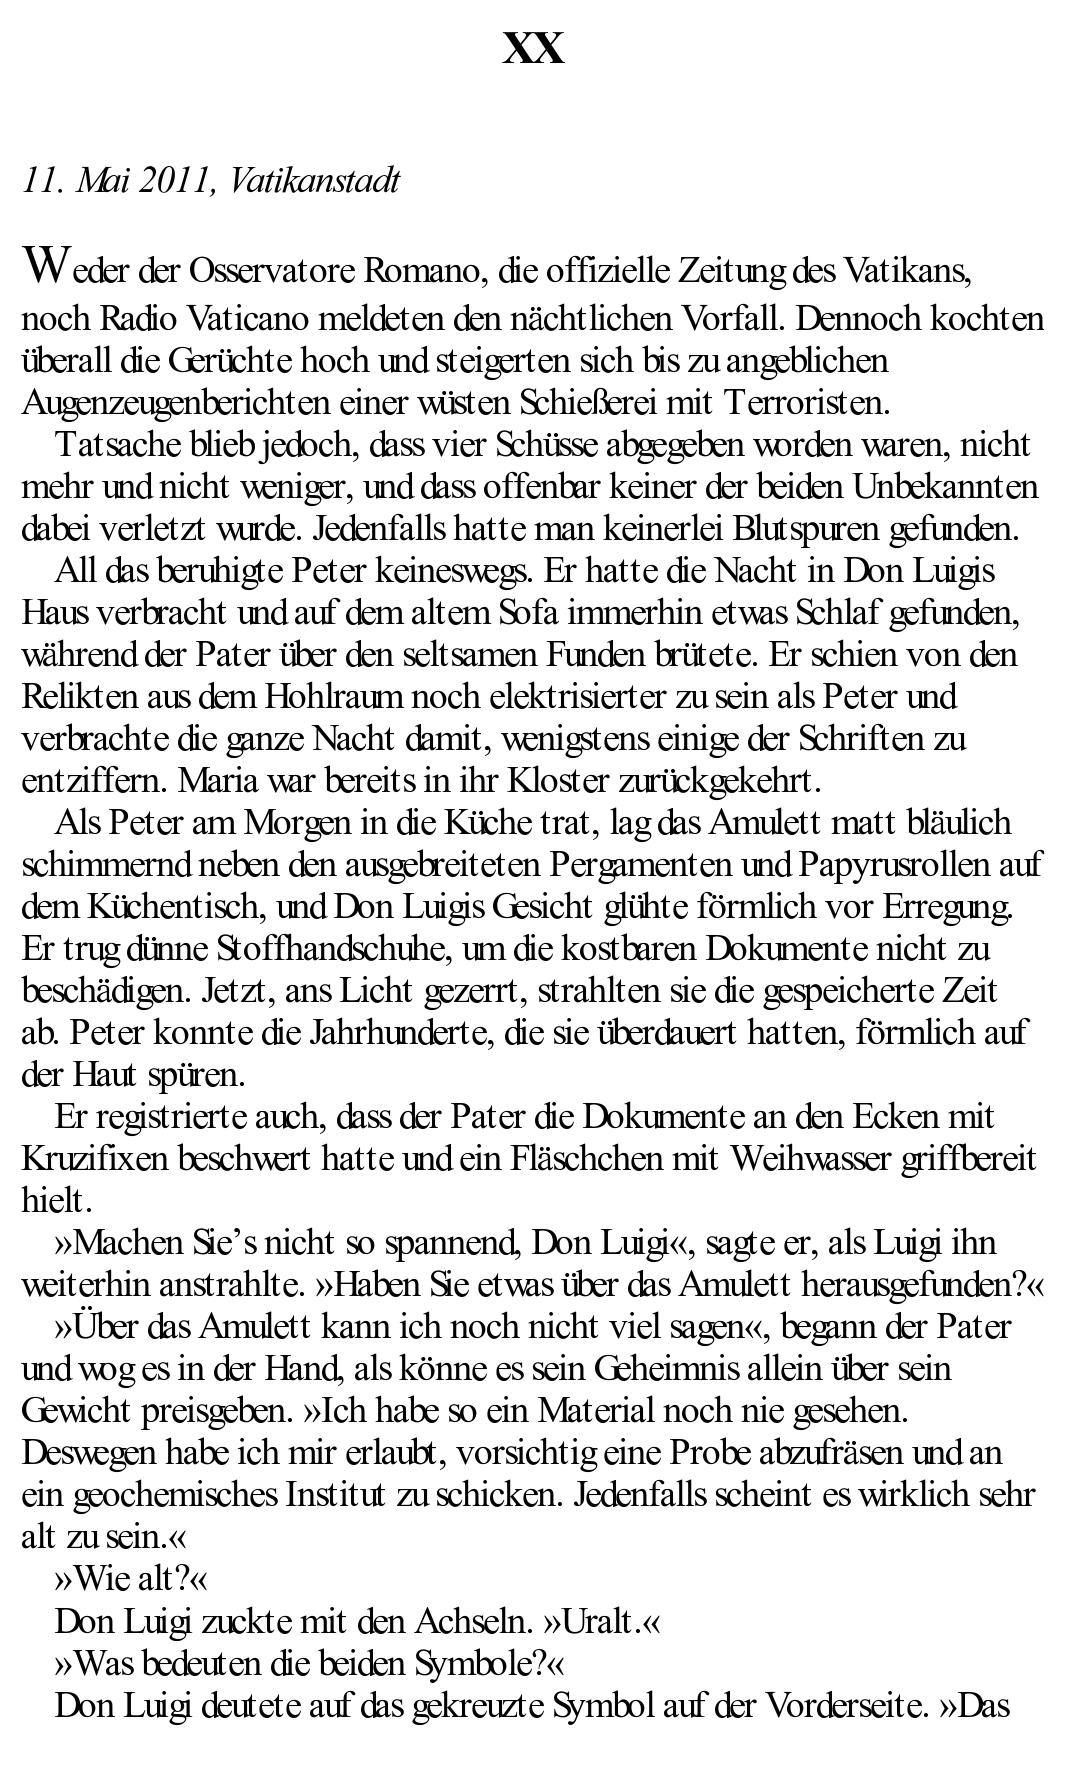 XX
11. Mai 2011, Vatikanstadt
Weder der Osservatore Romano, die offizielle Zeitung des Vatikans,
noch Radio Vaticano meldeten den nächtlichen Vorfall. Dennoch kochten
überall die Gerüchte hoch und steigerten sich bis zu angeblichen
Augenzeugenberichten einer wüsten Schießerei mit Terroristen.
Tatsache blieb jedoch, dass vier Schüsse abgegeben worden waren, nicht
mehr und nicht weniger, und dass offenbar keiner der beiden Unbekannten
dabei verletzt wurde. Jedenfalls hatte man keinerlei Blutspuren gefunden.
All das beruhigte Peter keineswegs. Er hatte die Nacht in Don Luigis
Haus verbracht und auf dem altem Sofa immerhin etwas Schlaf gefunden,
während der Pater über den seltsamen Funden brütete. Er schien von den
Relikten aus dem Hohlraum noch elektrisierter zu sein als Peter und
verbrachte die ganze Nacht damit, wenigstens einige der Schriften zu
entziffern. Maria war bereits in ihr Kloster zurückgekehrt.
Als Peter am Morgen in die Küche trat, lag das Amulett matt bläulich
schimmernd neben den ausgebreiteten Pergamenten und Papyrusrollen auf
dem Küchentisch, und Don Luigis Gesicht glühte förmlich vor Erregung.
Er trug dünne Stoffhandschuhe, um die kostbaren Dokumente nicht zu
beschädigen. Jetzt, ans Licht gezerrt, strahlten sie die gespeicherte Zeit
ab. Peter konnte die Jahrhunderte, die sie überdauert hatten, förmlich auf
der Haut spüren.
Er registrierte auch, dass der Pater die Dokumente an den Ecken mit
Kruzifixen beschwert hatte und ein Fläschchen mit Weihwasser griffbereit
hielt.
»Machen Sie’s nicht so spannend, Don Luigi«, sagte er, als Luigi ihn
weiterhin anstrahlte. »Haben Sie etwas über das Amulett herausgefunden?«
»Über das Amulett kann ich noch nicht viel sagen«, begann der Pater
und wog es in der Hand, als könne es sein Geheimnis allein über sein
Gewicht preisgeben. »Ich habe so ein Material noch nie gesehen.
Deswegen habe ich mir erlaubt, vorsichtig eine Probe abzufräsen und an
ein geochemisches Institut zu schicken. Jedenfalls scheint es wirklich sehr
alt zu sein.«
»Wie alt?«
Don Luigi zuckte mit den Achseln. »Uralt.«
»Was bedeuten die beiden Symbole?«
Don Luigi deutete auf das gekreuzte Symbol auf der Vorderseite. »Das